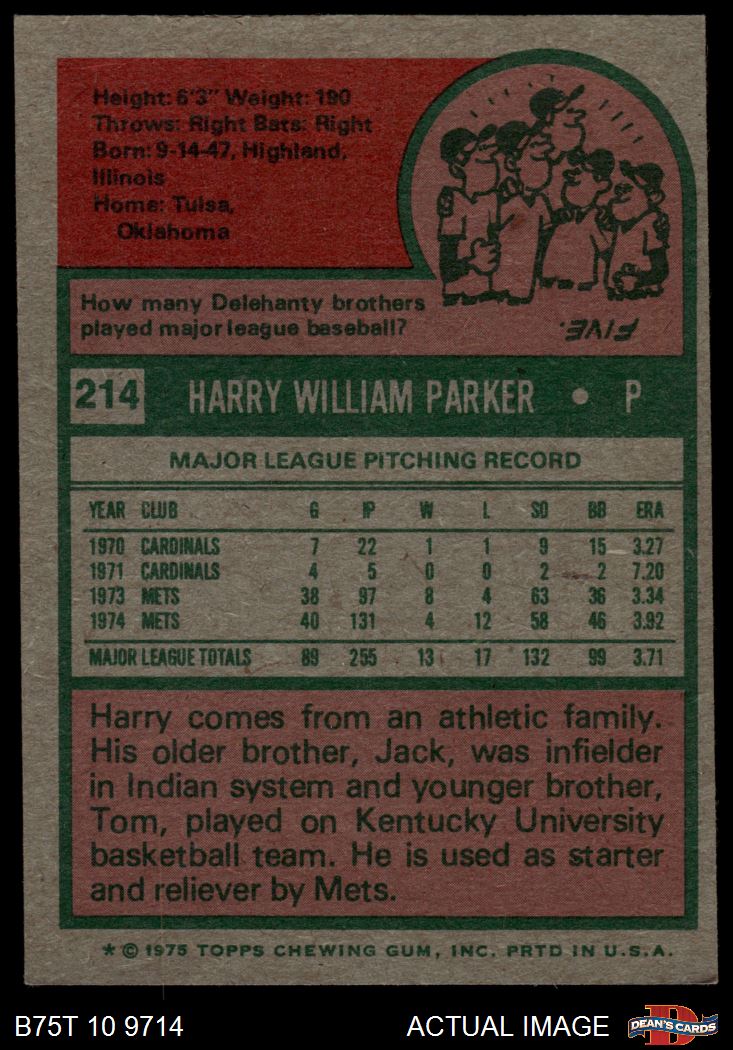 Height: 6'3" Weight: 190
Throws: Right Bats: Right
Born: 9-14-47, Highland,
Illinois
Home: Tulsa,
Oklahoma
How many Delehanty brothers
played major league baseball?
FIVE.
214 HARRY WILLIAM PARKER • P
MAJOR LEAGUE PITCHING RECORD
YEAR CLUB G IP W L SO BB ERA
1970 CARDINALS 7 22 1 1 9 15 3.27
1971 CARDINALS 4 5 0 0 2 2 7.20
1973 METS 38 97 8 4 63 36 3.34
1974 METS 40 131 4 12 58 46 3.92
MAJOR LEAGUE TOTALS 89 255 13 17 132 99 3.71
Harry comes from an athletic family.
His older brother, Jack, was infielder
in Indian system and younger brother,
Tom, played on Kentucky University
basketball team. He is used as starter
and reliever by Mets.
* © 1975 TOPPS CHEWING GUM, INC. PRTD IN U.S.A.
B75T 10 9714 ACTUAL IMAGE DEAN'S CARDS